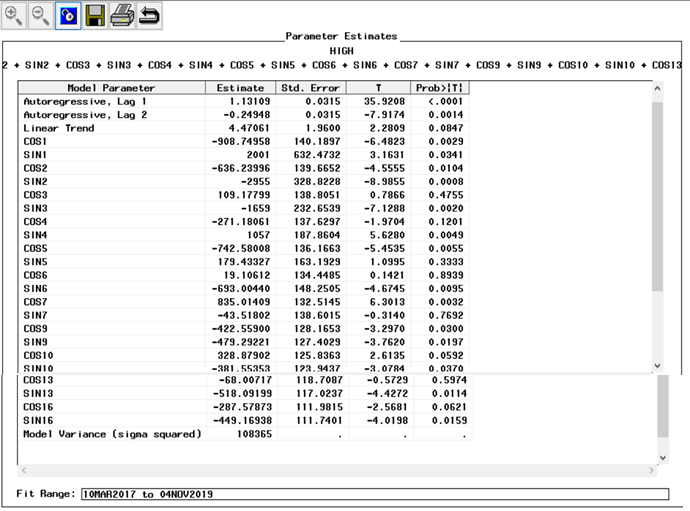 Parameter Estimates
HIGH
2 + SIN2 + COS3 + SIN3 + COS4 + SIN4 + COS5 + SIN5 + COS6 + SIN6 + COS7 + SIN7 + COS9 + SIN9 + COS10 + SIN10 + COS13
Model Parameter Estimate Std. Error T Prob>|T|
Autoregressive, Lag 1 1.13109 0.0315 35.9208 <.0001
Autoregressive, Lag 2 -0.24948 0.0315 -7.9174 0.0014
Linear Trend 4.47061 1.9600 2.2809 0.0847
COS1 -908.74958 140.1897 -6.4823 0.0029
SIN1 2001 632.4732 3.1631 0.0341
COS2 -636.23996 139.6652 -4.5555 0.0104
SIN2 -2955 328.8228 -8.9855 0.0008
COS3 109.17799 138.8051 0.7866 0.4755
SIN3 -1659 232.6539 -7.1288 0.0020
COS4 -271.18061 137.6297 -1.9704 0.1201
SIN4 1057 187.8604 5.6280 0.0049
COS5 -742.58008 136.1663 -5.4535 0.0055
SIN5 179.43327 163.1929 1.0995 0.3333
COS6 19.10612 134.4485 0.1421 0.8939
SIN6 -693.00440 148.2505 -4.6745 0.0095
COS7 835.01409 132.5145 6.3013 0.0032
SIN7 -43.51802 138.6015 -0.3140 0.7692
COS9 -422.55900 128.1653 -3.2970 0.0300
SIN9 -479.29221 127.4029 -3.7620 0.0197
COS10 328.87902 125.8363 2.6135 0.0592
SIN10 -381.55353 123.9437 -3.0784 0.0370
COS13 -68.00717 118.7087 -0.5729 0.5974
SIN13 -518.09199 117.0237 -4.4272 0.0114
COS16 -287.57873 111.9815 -2.5681 0.0621
SIN16 -449.16938 111.7401 -4.0198 0.0159
Model Variance (sigma squared) 108365 . . .
Fit Range: 10MAR2017 to 04NOV2019